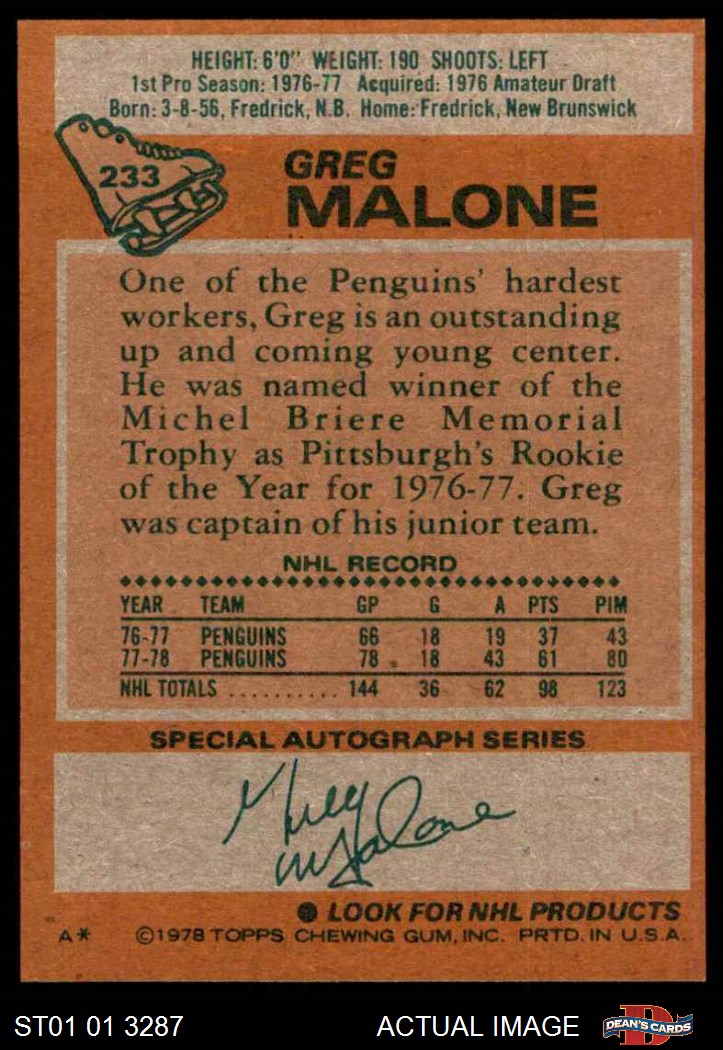 HEIGHT: 6'0" WEIGHT: 190 SHOOTS: LEFT
1st Pro Season: 1976-77 Acquired: 1976 Amateur Draft
Born: 3-8-56, Fredrick, N.B. Home: Fredrick, New Brunswick
233
GREG
MALONE
One of the Penguins' hardest
workers, Greg is an outstanding
up and coming young center.
He was named winner of the
Michel Briere Memorial
Trophy as Pittsburgh's Rookie
of the Year for 1976-77. Greg
was captain of his junior team.
NHL RECORD
YEAR TEAM GP G A PTS PIM
76-77 PENGUINS 66 18 19 37 43
77-78 PENGUINS 78 18 43 61 80
NHL TOTALS .......... 144 36 62 98 123
SPECIAL AUTOGRAPH SERIES
Greg
Malone
LOOK FOR NHL PRODUCTS
A* ©1978 TOPPS CHEWING GUM, INC. PRTD. IN U.S.A.
ST01 01 3287 ACTUAL IMAGE D DEAN'S CARDS